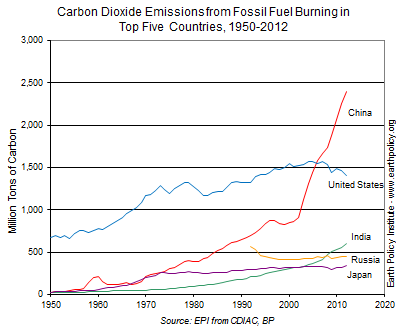 Carbon Dioxide Emissions from Fossil Fuel Burning in
Top Five Countries, 1950-2012
3,000
2,500
2,000
1,500
1,000
500
0
Million Tons of Carbon
China
United States
India
Russia
Japan
1950 1960 1970 1980 1990 2000 2010 2020
Earth Policy Institute - www.earthpolicy.org
Source: EPI from CDIAC, BP